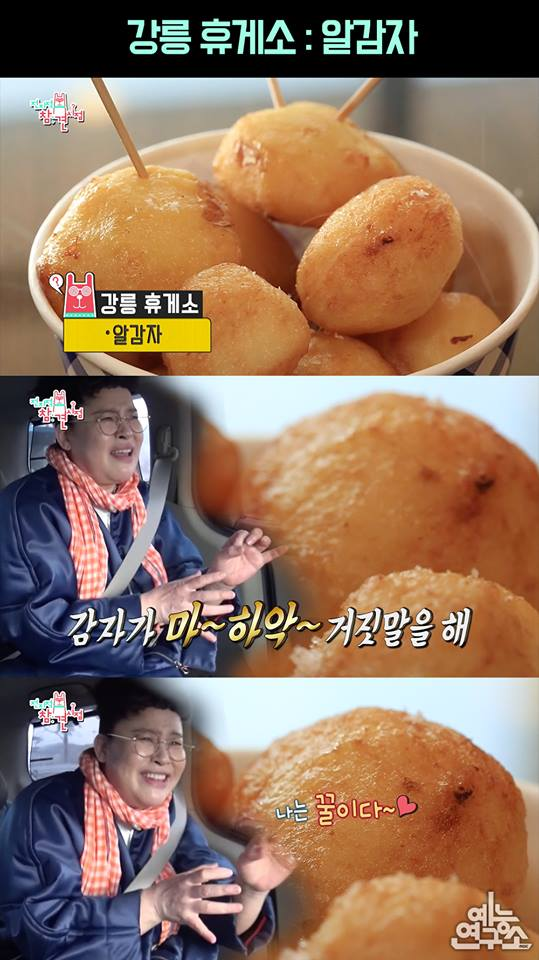 강릉 휴게소 : 알감자
전지적
참견시점
?
강릉 휴게소
·알감자
전지적
참견시점
감자가 마~하악~ 거짓말을 해
전지적
참견시점
나는 꿀이다~
예능
연구소